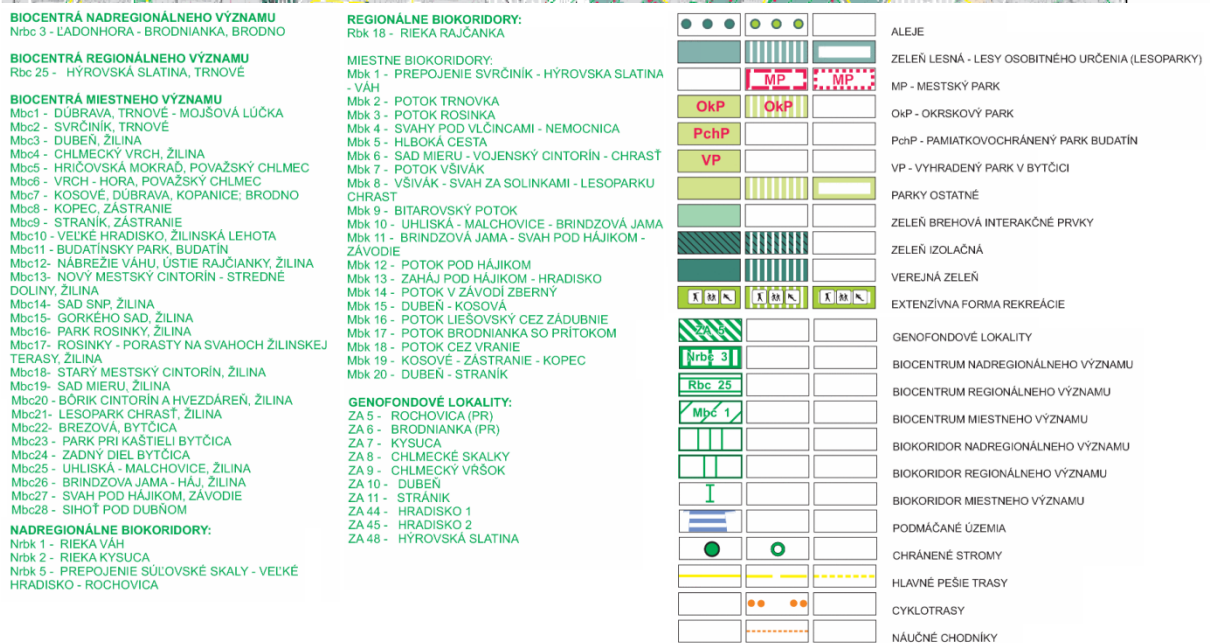 BIOCENTRÁ NADREGIONÁLNEHO VÝZNAMU
Nrbc 3 - ĽADONHORA - BRODNIANKA, BRODNO
BIOCENTRÁ REGIONÁLNEHO VÝZNAMU
Rbc 25 - HÝROVSKÁ SLATINA, TRNOVÉ
BIOCENTRÁ MIESTNEHO VÝZNAMU
Mbc1 - DÚBRAVA, TRNOVÉ - MOJŠOVÁ LÚČKA
Mbc2 - SVRČINÍK, TRNOVÉ
Mbc3 - DUBEŇ, ŽILINA
Mbc4 - CHLMECKÝ VRCH, ŽILINA
Mbc5 - HRIČOVSKÁ MOKRAĎ, POVAŽSKÝ CHLMEC
Mbc6 - VRCH - HORA, POVAŽSKÝ CHLMEC
Mbc7 - KOSOVÉ, DÚBRAVA, KOPANICE; BRODNO
Mbc8 - KOPEC, ZÁSTRANIE
Mbc9 - STRANÍK, ZÁSTRANIE
Mbc10 - VEĽKÉ HRADISKO, ŽILINSKÁ LEHOTA
Mbc11 - BUDATÍNSKY PARK, BUDATÍN
Mbc12- NÁBREŽIE VÁHU, ÚSTIE RAJČIANKY, ŽILINA
Mbc13- NOVÝ MESTSKÝ CINTORÍN - STREDNÉ
DOLINY, ŽILINA
Mbc14- SAD SNP, ŽILINA
Mbc15- GORKÉHO SAD, ŽILINA
Mbc16- PARK ROSINKY, ŽILINA
Mbc17- ROSINKY - PORASTY NA SVAHOCH ŽILINSKEJ
TERASY, ŽILINA
Mbc18- STARÝ MESTSKÝ CINTORÍN, ŽILINA
Mbc19- SAD MIERU, ŽILINA
Mbc20 - BÔRIK CINTORÍN A HVEZDÁREŇ, ŽILINA
Mbc21- LESOPARK CHRASŤ, ŽILINA
Mbc22- BREZOVÁ, BYTČICA
Mbc23 - PARK PRI KAŠTIELI BYTČICA
Mbc24 - ZADNÝ DIEL BYTČICA
Mbc25 - UHLISKÁ - MALCHOVICE, ŽILINA
Mbc26 - BRINDZOVA JAMA - HÁJ, ŽILINA
Mbc27 - SVAH POD HÁJIKOM, ZÁVODIE
Mbc28 - SIHOŤ POD DUBŇOM
NADREGIONÁLNE BIOKORIDORY:
Nrbk 1 - RIEKA VÁH
Nrbk 2 - RIEKA KYSUCA
Nrbk 5 - PREPOJENIE SÚĽOVSKÉ SKALY - VEĽKÉ
HRADISKO - ROCHOVICA
REGIONÁLNE BIOKORIDORY:
Rbk 18 - RIEKA RAJČANKA
MIESTNE BIOKORIDORY:
Mbk 1 - PREPOJENIE SVRČINÍK - HÝROVSKA SLATINA
- VÁH
Mbk 2 - POTOK TRNOVKA
Mbk 3 - POTOK ROSINKA
Mbk 4 - SVAHY POD VLČINCAMI - NEMOCNICA
Mbk 5 - HLBOKÁ CESTA
Mbk 6 - SAD MIERU - VOJENSKÝ CINTORÍN - CHRASŤ
Mbk 7 - POTOK VŠIVÁK
Mbk 8 - VŠIVÁK - SVAH ZA SOLINKAMI - LESOPARKU
CHRAST
Mbk 9 - BITAROVSKÝ POTOK
Mbk 10 - UHLISKÁ - MALCHOVICE - BRINDZOVÁ JAMA
Mbk 11 - BRINDZOVÁ JAMA - SVAH POD HÁJIKOM -
ZÁVODIE
Mbk 12 - POTOK POD HÁJIKOM
Mbk 13 - ZAHÁJ POD HÁJIKOM - HRADISKO
Mbk 14 - POTOK V ZÁVODÍ ZBERNÝ
Mbk 15 - DUBEŇ - KOSOVÁ
Mbk 16 - POTOK LIEŠOVSKÝ CEZ ZÁDUBNIE
Mbk 17 - POTOK BRODNIANKA SO PRÍTOKOM
Mbk 18 - POTOK CEZ VRANIE
Mbk 19 - KOSOVÉ - ZÁSTRANIE - KOPEC
Mbk 20 - DUBEŇ - STRANÍK
GENOFONDOVÉ LOKALITY:
ZA 5 - ROCHOVICA (PR)
ZA 6 - BRODNIANKA (PR)
ZA 7 - KYSUCA
ZA 8 - CHLMECKÉ SKALKY
ZA 9 - CHLMECKÝ VŔŠOK
ZA 10 - DUBEŇ
ZA 11 - STRÁNIK
ZA 44 - HRADISKO 1
ZA 45 - HRADISKO 2
ZA 48 - HÝROVSKÁ SLATINA
ALEJE
ZELEŇ LESNÁ - LESY OSOBITNÉHO URČENIA (LESOPARKY)
MP MP MP - MESTSKÝ PARK
OkP OkP OkP - OKRSKOVÝ PARK
PchP PchP - PAMIATKOVOCHRÁNENÝ PARK BUDATÍN
VP VP - VYHRADENÝ PARK V BYTČICI
PARKY OSTATNÉ
ZELEŇ BREHOVÁ INTERAKČNÉ PRVKY
ZELEŇ IZOLAČNÁ
VEREJNÁ ZELEŇ
EXTENZÍVNA FORMA REKREÁCIE
ZA 5 GENOFONDOVÉ LOKALITY
Nrbc 3 BIOCENTRUM NADREGIONÁLNEHO VÝZNAMU
Rbc 25 BIOCENTRUM REGIONÁLNEHO VÝZNAMU
Mbc 1 BIOCENTRUM MIESTNEHO VÝZNAMU
BIOKORIDOR NADREGIONÁLNEHO VÝZNAMU
BIOKORIDOR REGIONÁLNEHO VÝZNAMU
BIOKORIDOR MIESTNEHO VÝZNAMU
PODMÁČANÉ ÚZEMIA
CHRÁNENÉ STROMY
HLAVNÉ PEŠIE TRASY
CYKLOTRASY
NÁUČNÉ CHODNÍKY